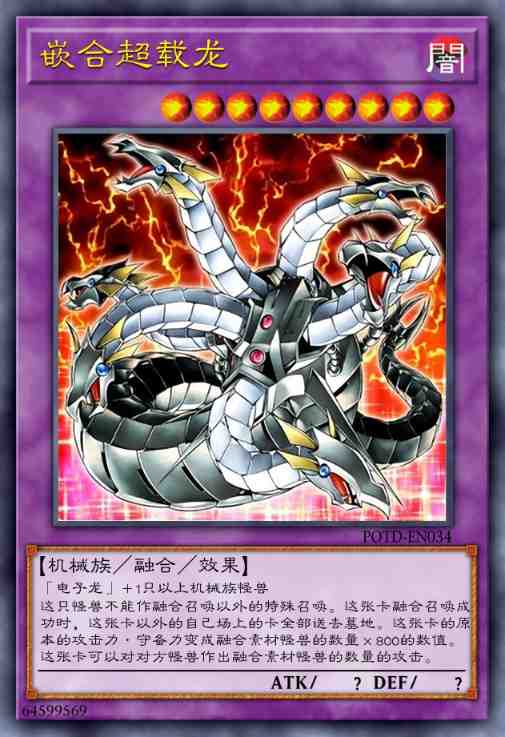 嵌合超载龙
闇
POTD-EN034
【机械族／融合／效果】
「电子龙」+1只以上机械族怪兽
这只怪兽不能作融合召唤以外的特殊召唤。这张卡融合召唤成
功时，这张卡以外的自己场上的卡全部送去墓地。这张卡的原
本的攻击力·守备力变成融合素材怪兽的数量×800的数值。
这张卡可以对对方怪兽作出融合素材怪兽的数量的攻击。
ATK/ ? DEF/ ?
64599569